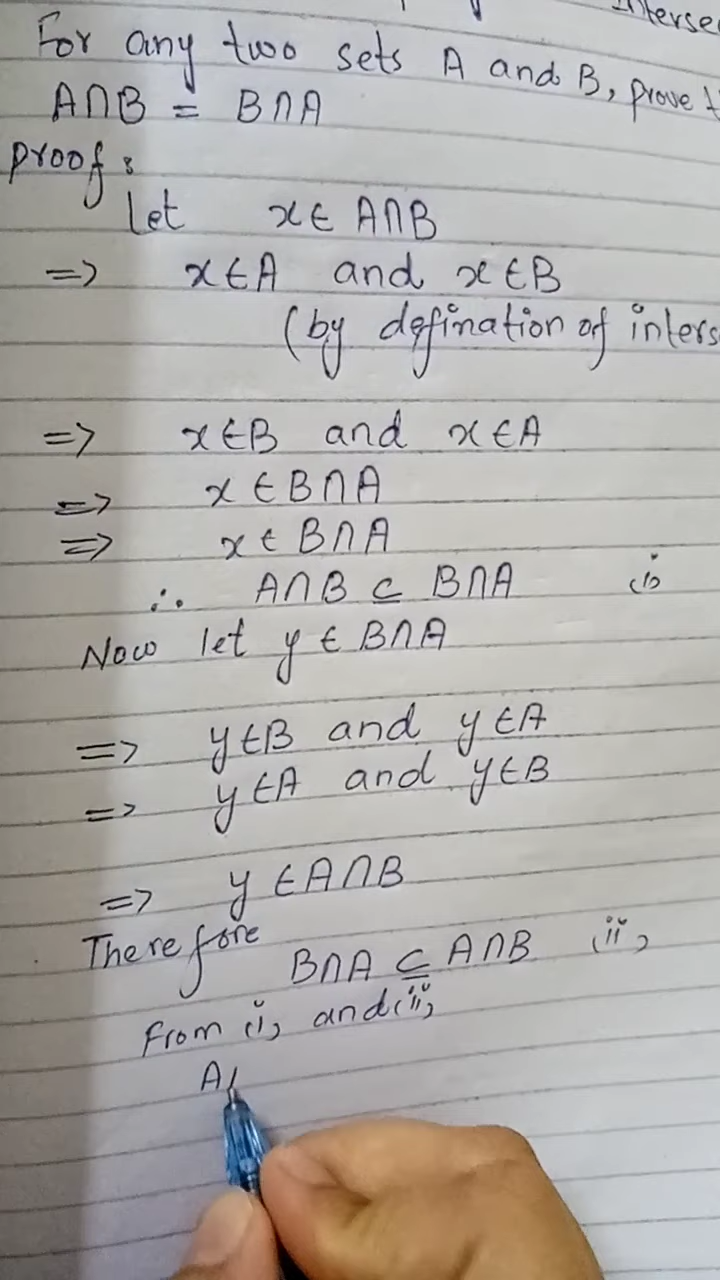 For any two sets A and B, prove
A∩B = B∩A
Proof:
Let x ∈ A∩B
=> x∈A and x∈B
(by defination of inters
=> x∈B and x∈A
=> x ∈ B∩A
=> x ∈ B∩A
∴ A∩B ⊆ B∩A (i)
Now let y ∈ B∩A
=> y∈B and y∈A
=> y∈A and y∈B
=> y ∈ A∩B
Therefore
B∩A ⊆ A∩B (ii)
From (i) and (ii)
A